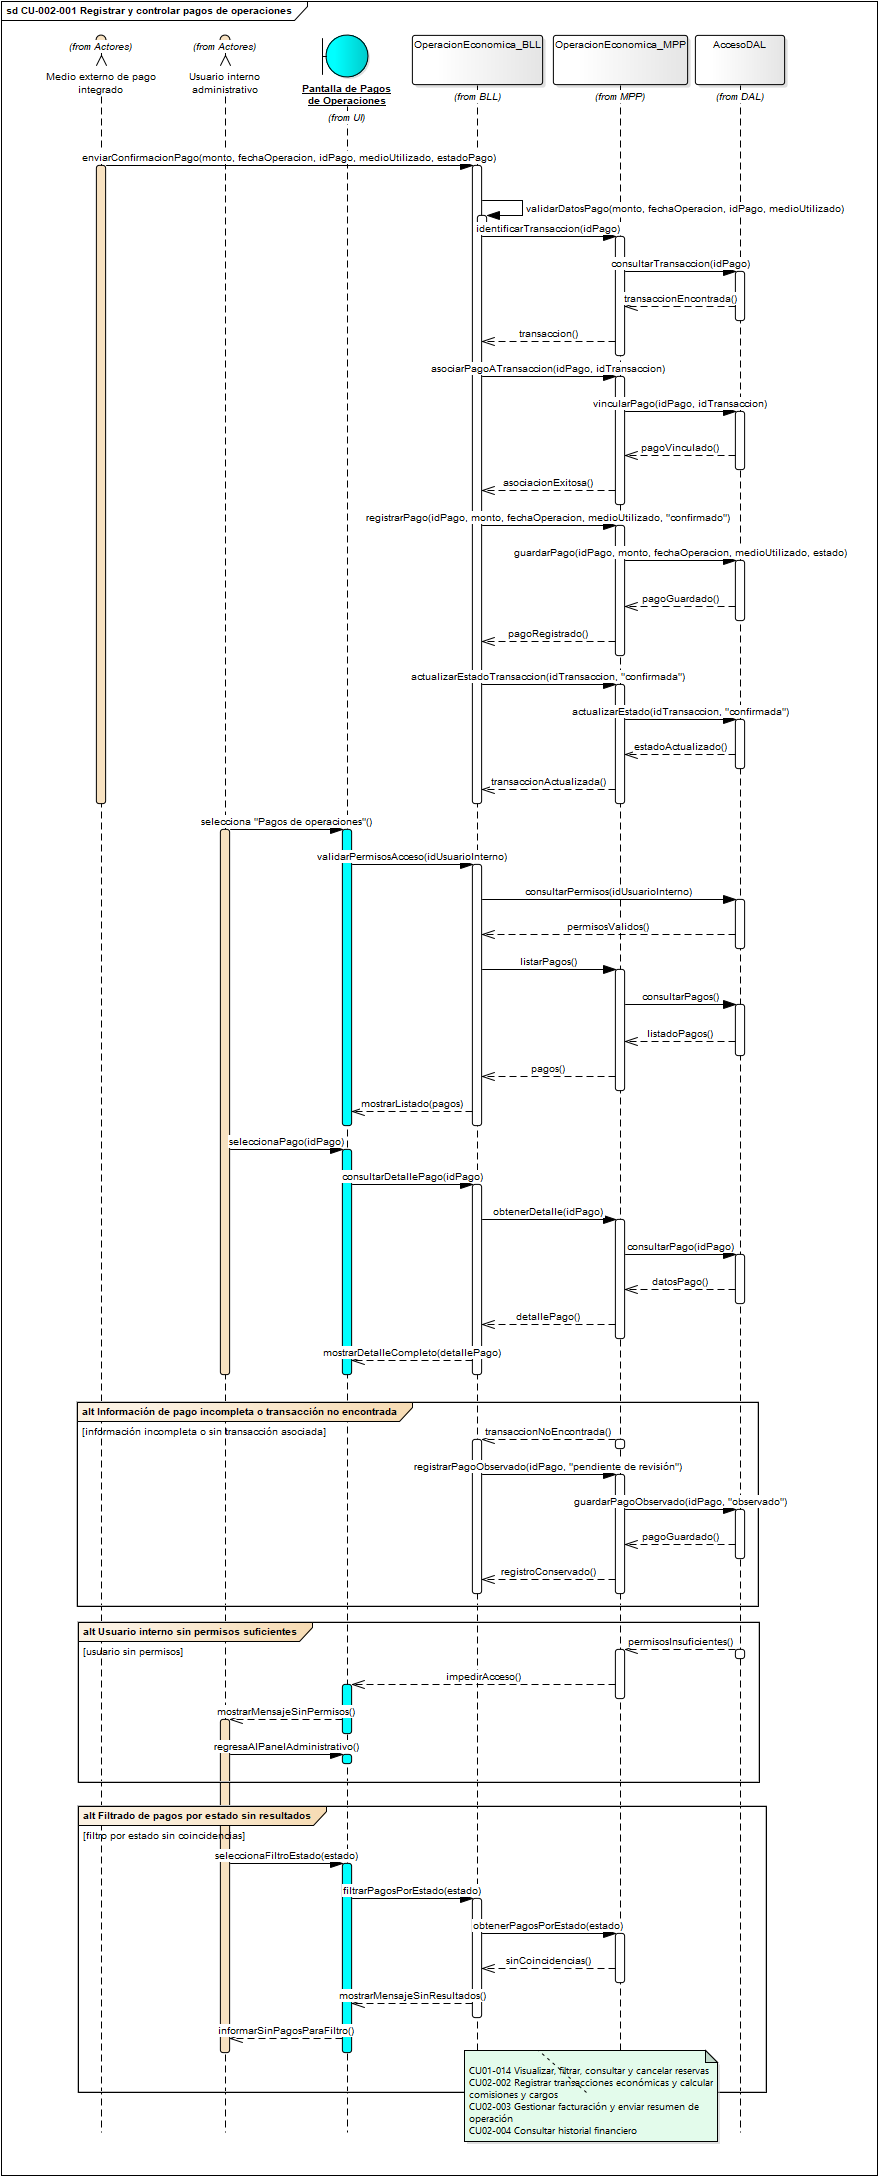 sd CU-002-001 Registrar y controlar pagos de operaciones
(from Actores)
Medio externo de pago
integrado
(from Actores)
Usuario interno
administrativo
Pantalla de Pagos
de Operaciones
(from UI)
OperacionEconomica_BLL
(from BLL)
OperacionEconomica_MPP
(from MPP)
AccesoDAL
(from DAL)
enviarConfirmacionPago(monto, fechaOperacion, idPago, medioUtilizado, estadoPago)
validarDatosPago(monto, fechaOperacion, idPago, medioUtilizado)
identificarTransaccion(idPago)
consultarTransaccion(idPago)
transaccionEncontrada()
transaccion()
asociarPagoATransaccion(idPago, idTransaccion)
vincularPago(idPago, idTransaccion)
pagoVinculado()
asociacionExitosa()
registrarPago(idPago, monto, fechaOperacion, medioUtilizado, "confirmado")
guardarPago(idPago, monto, fechaOperacion, medioUtilizado, estado)
pagoGuardado()
pagoRegistrado()
actualizarEstadoTransaccion(idTransaccion, "confirmada")
actualizarEstado(idTransaccion, "confirmada")
estadoActualizado()
transaccionActualizada()
selecciona "Pagos de operaciones"()
validarPermisosAcceso(idUsuarioInterno)
consultarPermisos(idUsuarioInterno)
permisosValidos()
listarPagos()
consultarPagos()
listadoPagos()
pagos()
mostrarListado(pagos)
seleccionaPago(idPago)
consultarDetallePago(idPago)
obtenerDetalle(idPago)
consultarPago(idPago)
datosPago()
detallePago()
mostrarDetalleCompleto(detallePago)
alt Información de pago incompleta o transacción no encontrada
[información incompleta o sin transacción asociada]
transaccionNoEncontrada()
registrarPagoObservado(idPago, "pendiente de revisión")
guardarPagoObservado(idPago, "observado")
pagoGuardado()
registroConservado()
alt Usuario interno sin permisos suficientes
[usuario sin permisos]
permisosInsuficientes()
impedirAcceso()
mostrarMensajeSinPermisos()
regresaAlPanelAdministrativo()
alt Filtrado de pagos por estado sin resultados
[filtro por estado sin coincidencias]
seleccionaFiltroEstado(estado)
filtrarPagosPorEstado(estado)
obtenerPagosPorEstado(estado)
sinCoincidencias()
mostrarMensajeSinResultados()
informarSinPagosParaFiltro()
CU01-014 Visualizar, filtrar, consultar y cancelar reservas
CU02-002 Registrar transacciones económicas y calcular
comisiones y cargos
CU02-003 Gestionar facturación y enviar resumen de
operación
CU02-004 Consultar historial financiero